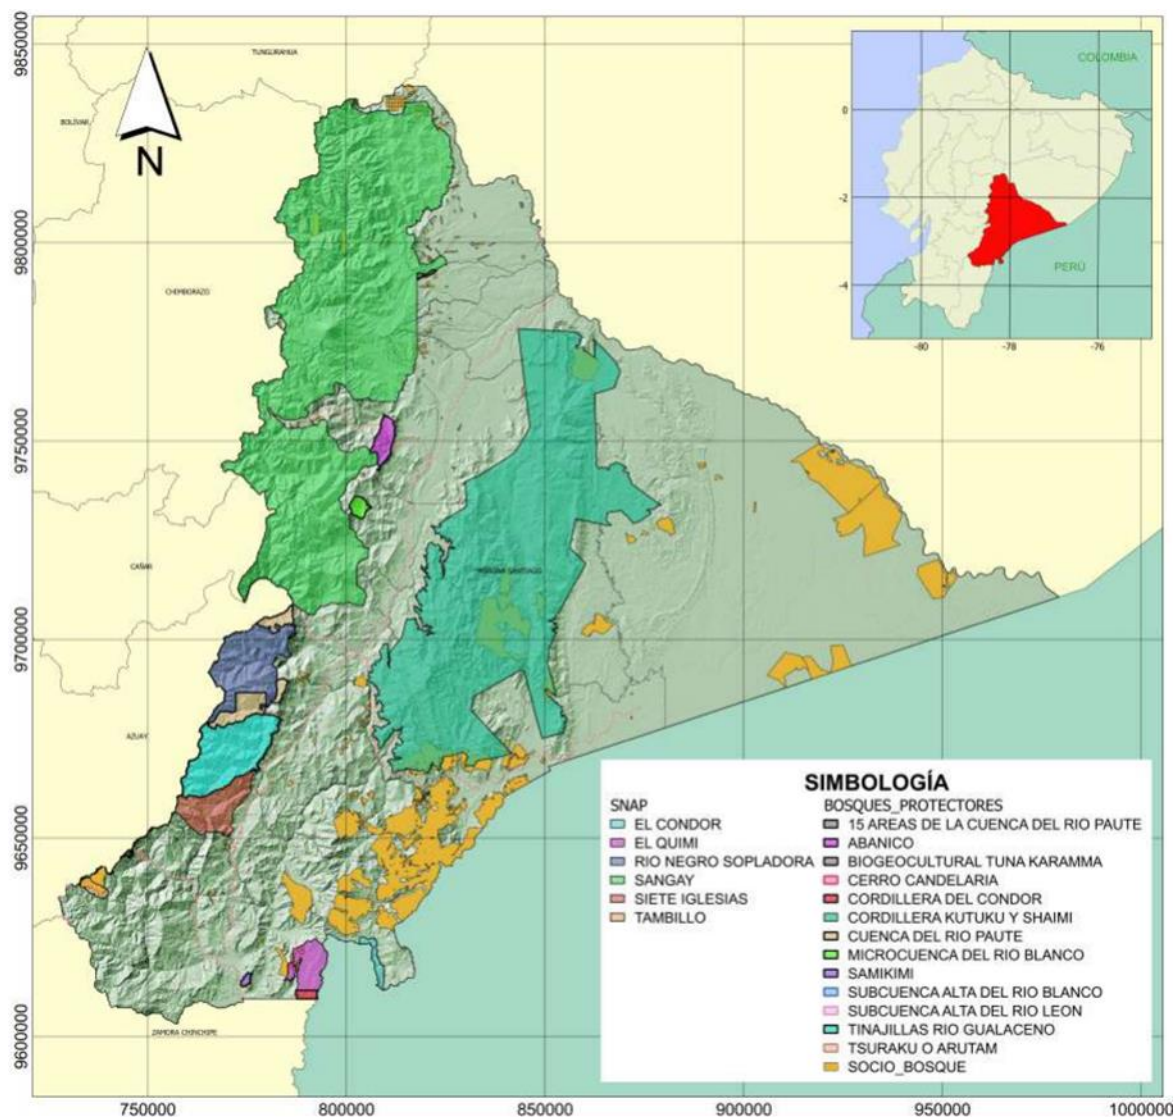 TUNGURAHUA
BOLÍVAR
CHIMBORAZO
CAÑAR
AZUAY
MORONA SANTIAGO
ZAMORA CHINCHIPE
N
9850000
9800000
9750000
9700000
9650000
9600000
750000
800000
850000
900000
950000
1000000
COLOMBIA
PERÚ
0
-2
-4
-80
-78
-76
SIMBOLOGÍA
SNAP
EL CONDOR
EL QUIMI
RIO NEGRO SOPLADORA
SANGAY
SIETE IGLESIAS
TAMBILLO
BOSQUES_PROTECTORES
15 AREAS DE LA CUENCA DEL RIO PAUTE
ABANICO
BIOGEOCULTURAL TUNA KARAMMA
CERRO CANDELARIA
CORDILLERA DEL CONDOR
CORDILLERA KUTUKU Y SHAIMI
CUENCA DEL RIO PAUTE
MICROCUENCA DEL RIO BLANCO
SAMIKIMI
SUBCUENCA ALTA DEL RIO BLANCO
SUBCUENCA ALTA DEL RIO LEON
TINAJILLAS RIO GUALACENO
TSURAKU O ARUTAM
SOCIO_BOSQUE